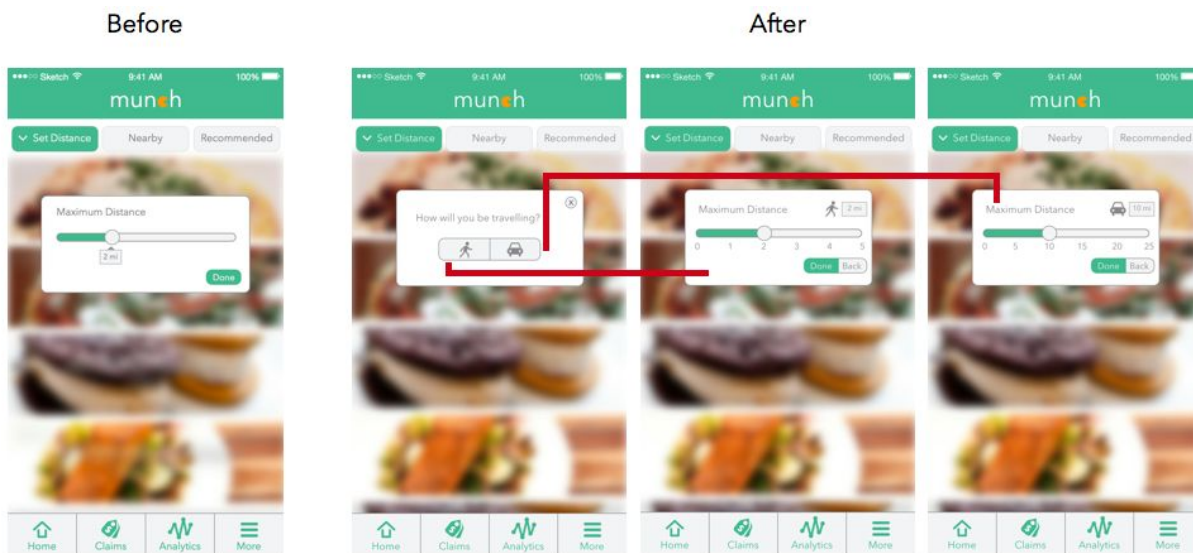 Before
After
●●●○○ Sketch 9:41 AM 100%
munch
Set Distance Nearby Recommended
Maximum Distance
2 mi
Done
Home Claims Analytics More
●●●○○ Sketch 9:41 AM 100%
munch
Set Distance Nearby Recommended
How will you be travelling?
Home Claims Analytics More
●●●○○ Sketch 9:41 AM 100%
munch
Set Distance Nearby Recommended
Maximum Distance 2 mi
0 1 2 3 4 5
Done Back
Home Claims Analytics More
●●●○○ Sketch 9:41 AM 100%
munch
Set Distance Nearby Recommended
Maximum Distance 10 mi
0 5 10 15 20 25
Done Back
Home Claims Analytics More